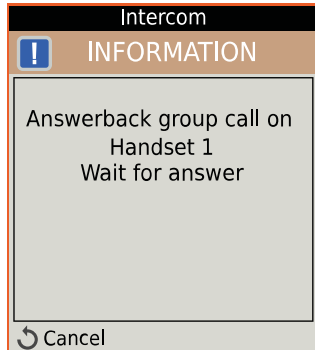 Intercom
! INFORMATION
Answerback group call on
Handset 1
Wait for answer
Cancel